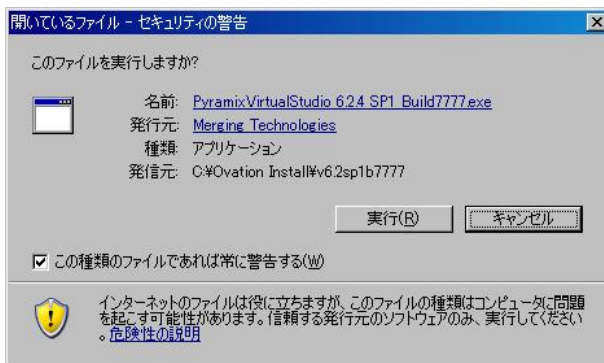 開いているファイル - セキュリティの警告
このファイルを実行しますか?
名前: PyramixVirtualStudio 6.2.4 SP1 Build7777.exe
発行元: Merging Technologies
種類: アプリケーション
発信元: C:¥Ovation Install¥v6.2sp1b7777
実行(R) キャンセル
この種類のファイルであれば常に警告する(W)
インターネットのファイルは役に立ちますが、このファイルの種類はコンピュータに問題
を起こす可能性があります。信頼する発行元のソフトウェアのみ、実行してください
。危険性の説明